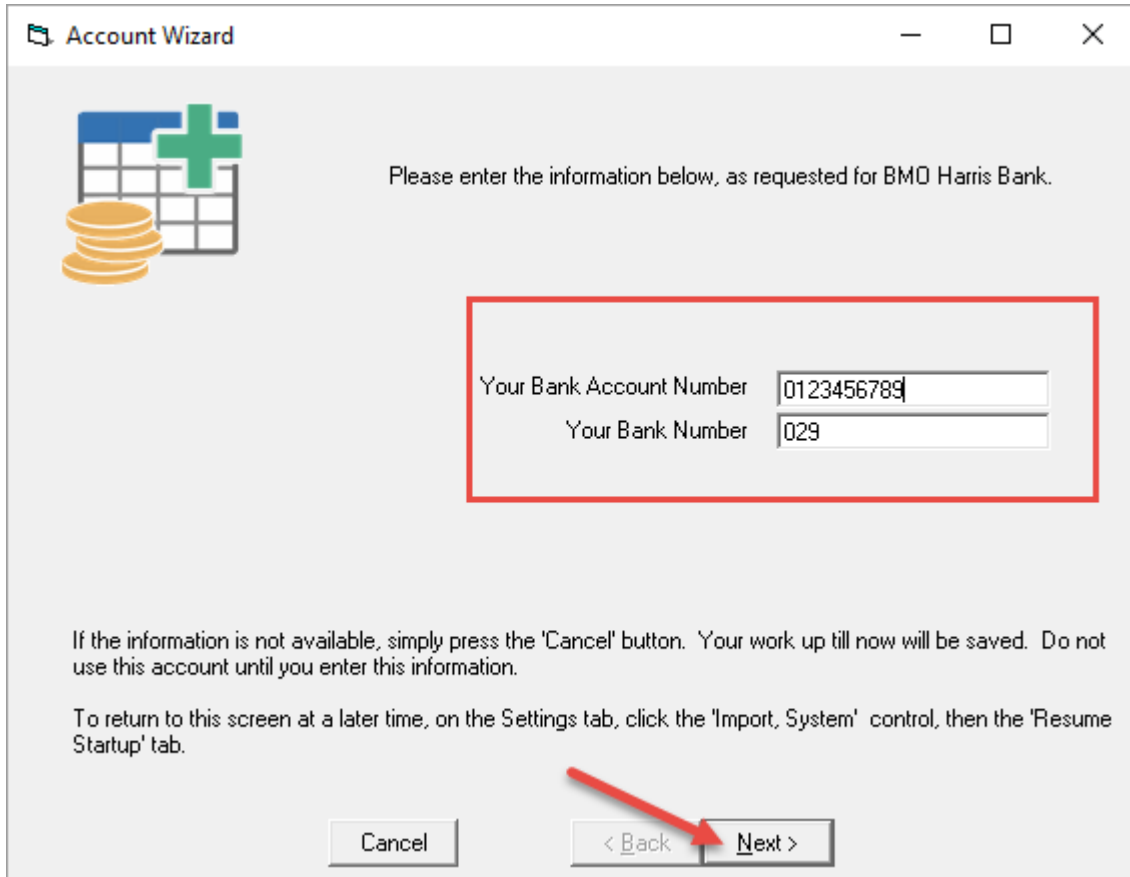 Account Wizard
Please enter the information below, as requested for BMO Harris Bank.
Your Bank Account Number 0123456789
Your Bank Number 029
If the information is not available, simply press the 'Cancel' button.  Your work up till now will be saved.  Do not
use this account until you enter this information.
To return to this screen at a later time, on the Settings tab, click the 'Import, System'  control, then the 'Resume
Startup' tab.
Cancel < Back Next >